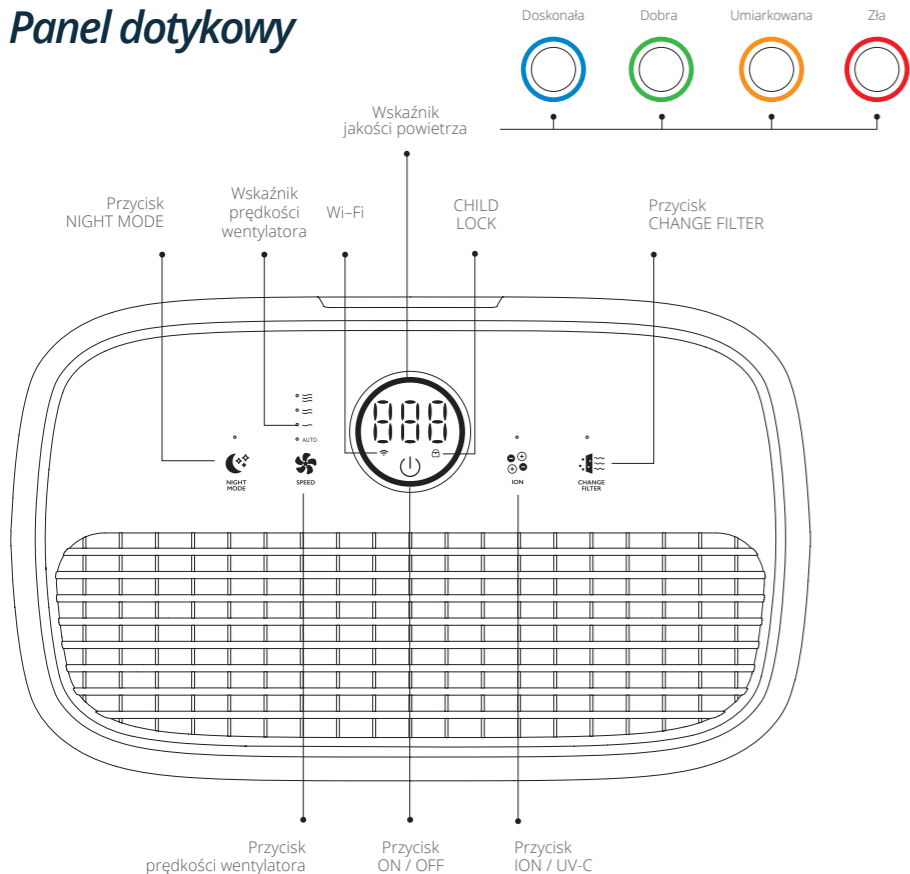 Panel dotykowy
Doskonała
Dobra
Umiarkowana
Zła
Wskaźnik
jakości powietrza
Przycisk
NIGHT MODE
Wskaźnik
prędkości
wentylatora
Wi–Fi
CHILD
LOCK
Przycisk
CHANGE FILTER
888
AUTO
NIGHT
MODE
SPEED
ION
CHANGE
FILTER
Przycisk
prędkości wentylatora
Przycisk
ON / OFF
Przycisk
ION / UV-C